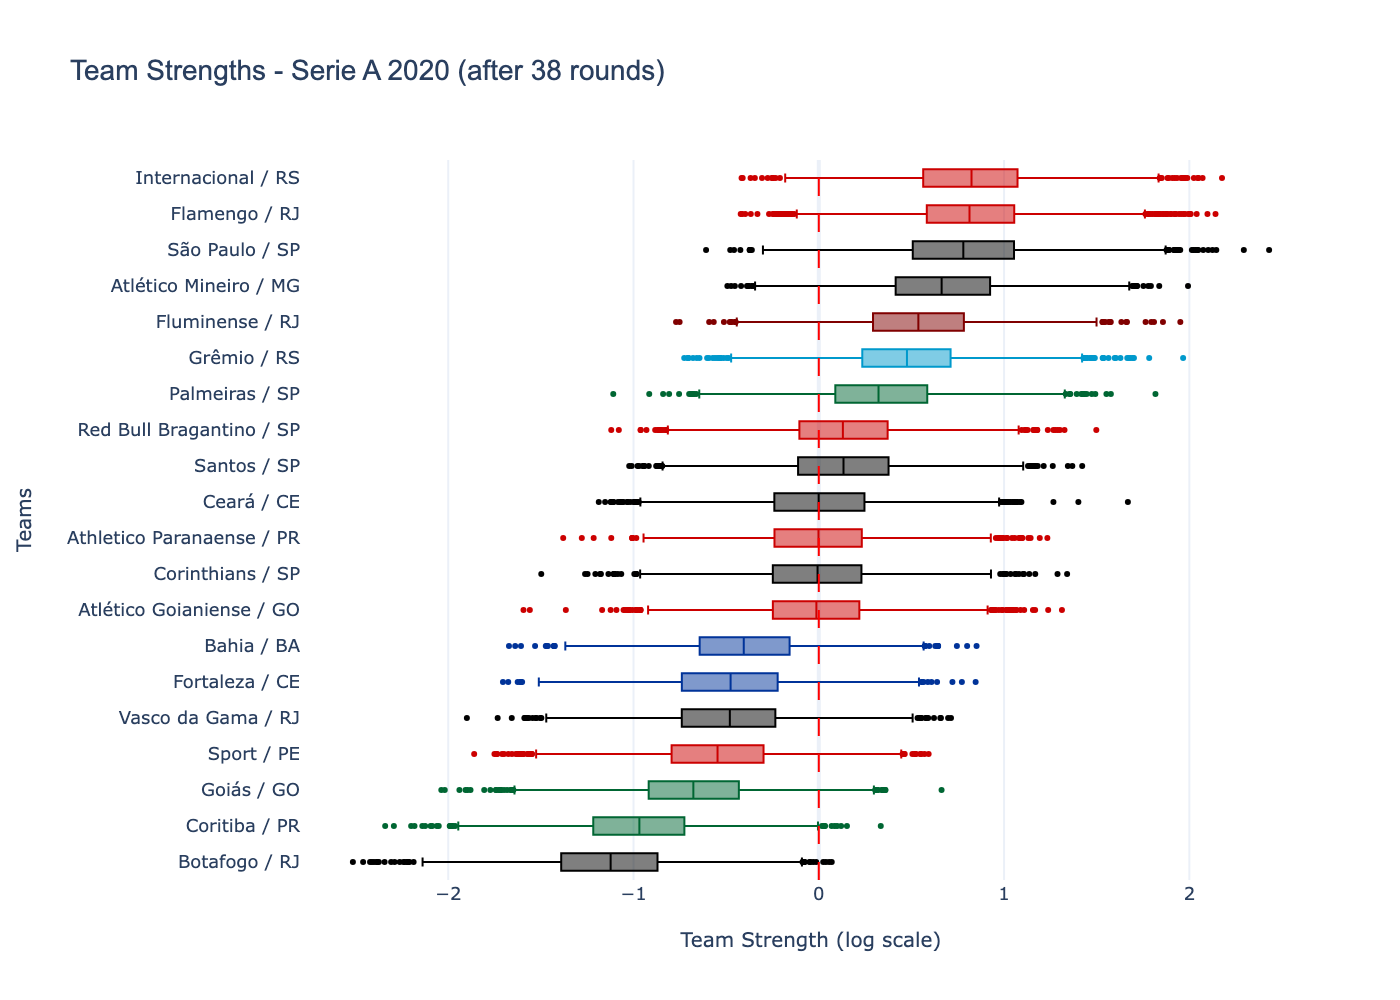 Team Strengths - Serie A 2020 (after 38 rounds)
Internacional / RS
Flamengo / RJ
São Paulo / SP
Atlético Mineiro / MG
Fluminense / RJ
Grêmio / RS
Palmeiras / SP
Red Bull Bragantino / SP
Santos / SP
Ceará / CE
Athletico Paranaense / PR
Corinthians / SP
Atlético Goianiense / GO
Bahia / BA
Fortaleza / CE
Vasco da Gama / RJ
Sport / PE
Goiás / GO
Coritiba / PR
Botafogo / RJ
Teams
−2 −1 0 1 2
Team Strength (log scale)